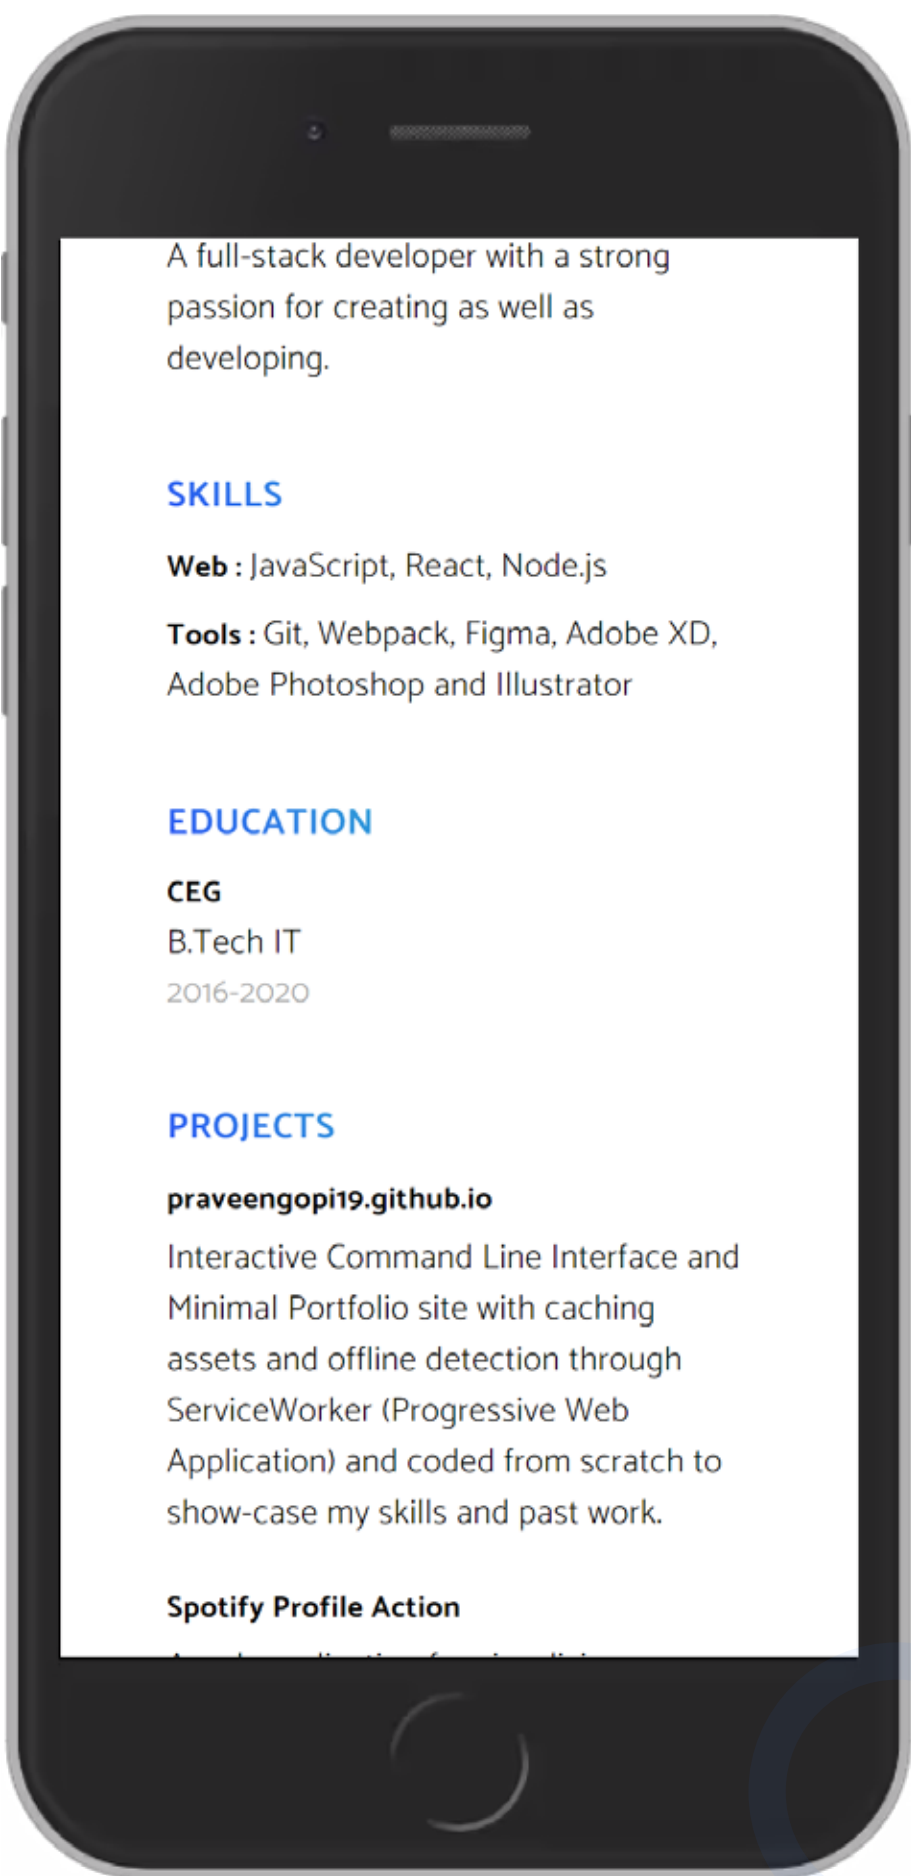 A full-stack developer with a strong
passion for creating as well as
developing.
SKILLS
Web : JavaScript, React, Node.js
Tools : Git, Webpack, Figma, Adobe XD,
Adobe Photoshop and Illustrator
EDUCATION
CEG
B.Tech IT
2016-2020
PROJECTS
praveengopi19.github.io
Interactive Command Line Interface and
Minimal Portfolio site with caching
assets and offline detection through
ServiceWorker (Progressive Web
Application) and coded from scratch to
show-case my skills and past work.
Spotify Profile Action